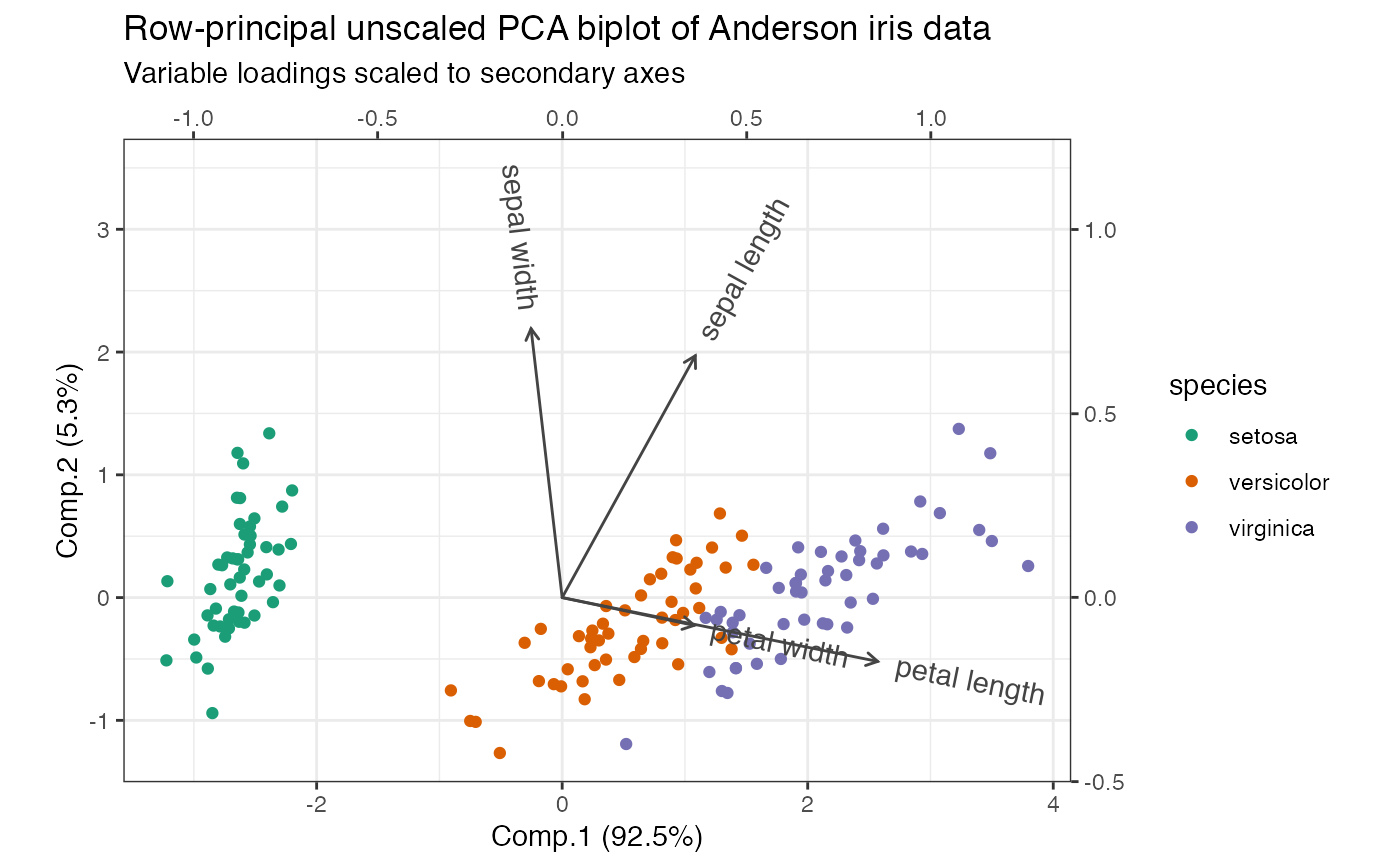 Row-principal unscaled PCA biplot of Anderson iris data
Variable loadings scaled to secondary axes
-1.0 -0.5 0.0 0.5 1.0
sepal width
sepal length
petal width
petal length
3
2
1
0
-1
Comp.2 (5.3%)
1.0
0.5
0.0
-0.5
-2 0 2 4
Comp.1 (92.5%)
species
setosa
versicolor
virginica